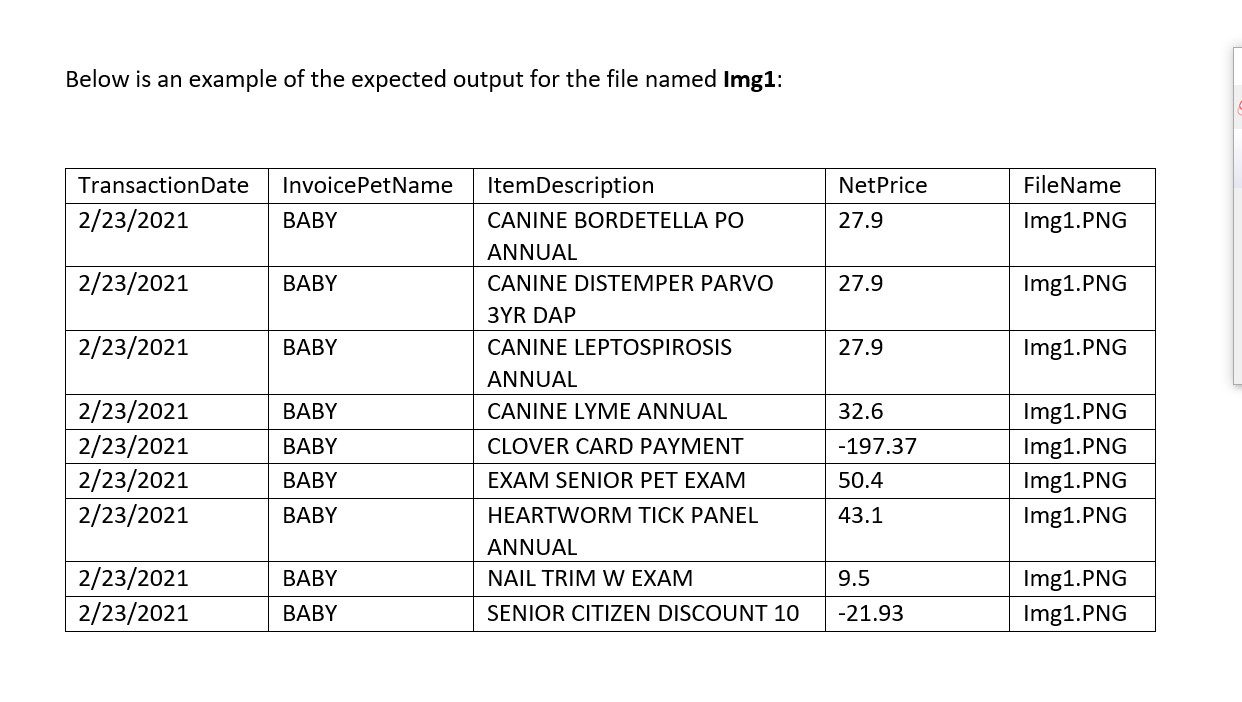 Below is an example of the expected output for the file named Img1:
TransactionDate InvoicePetName ItemDescription NetPrice FileName
2/23/2021 BABY CANINE BORDETELLA PO 27.9 Img1.PNG
ANNUAL
2/23/2021 BABY CANINE DISTEMPER PARVO 27.9 Img1.PNG
3YR DAP
2/23/2021 BABY CANINE LEPTOSPIROSIS 27.9 Img1.PNG
ANNUAL
2/23/2021 BABY CANINE LYME ANNUAL 32.6 Img1.PNG
2/23/2021 BABY CLOVER CARD PAYMENT -197.37 Img1.PNG
2/23/2021 BABY EXAM SENIOR PET EXAM 50.4 Img1.PNG
2/23/2021 BABY HEARTWORM TICK PANEL 43.1 Img1.PNG
ANNUAL
2/23/2021 BABY NAIL TRIM W EXAM 9.5 Img1.PNG
2/23/2021 BABY SENIOR CITIZEN DISCOUNT 10 -21.93 Img1.PNG